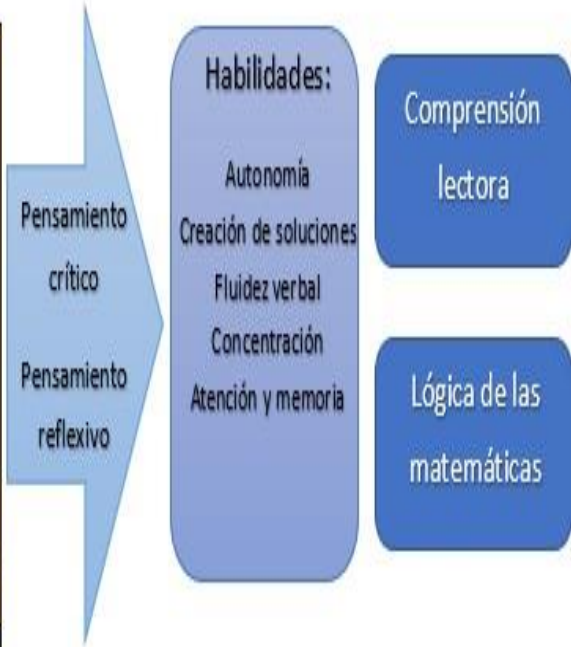 Pensamiento
crítico
Pensamiento
reflexivo
Habilidades:
Autonomía
Creación de soluciones
Fluidez verbal
Concentración
Atención y memoria
Comprensión
lectora
Lógica de las
matemáticas